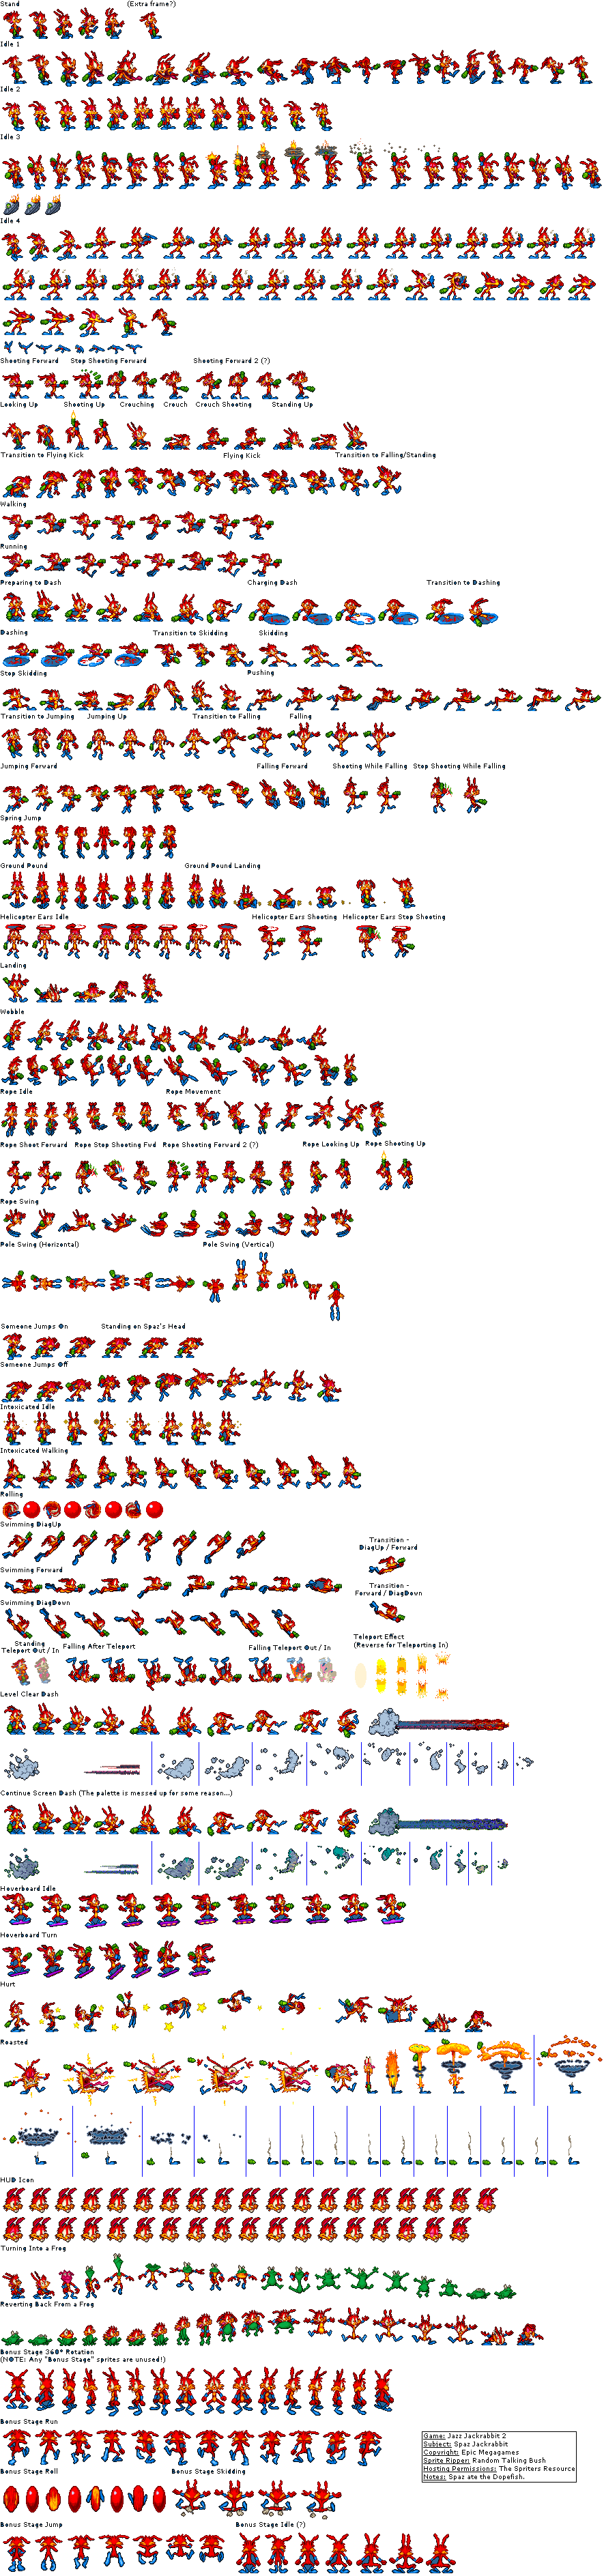 Stand
(Extra frame?)
Idle 1
Idle 2
Idle 3
Idle 4
Shooting Forward
Stop Shooting Forward
Shooting Forward 2 (?)
Looking Up
Shooting Up
Crouching
Crouch
Crouch Shooting
Standing Up
Transition to Flying Kick
Flying Kick
Transition to Falling/Standing
Walking
Running
Preparing to Dash
Charging Dash
Transition to Dashing
Dashing
Transition to Skidding
Skidding
Stop Skidding
Pushing
Transition to Jumping
Jumping Up
Transition to Falling
Falling
Jumping Forward
Falling Forward
Shooting While Falling
Stop Shooting While Falling
Spring Jump
Ground Pound
Ground Pound Landing
Helicopter Ears Idle
Helicopter Ears Shooting
Helicopter Ears Stop Shooting
Landing
Wobble
Rope Idle
Rope Movement
Rope Shoot Forward
Rope Stop Shooting Fwd
Rope Shooting Forward 2 (?)
Rope Looking Up
Rope Shooting Up
Rope Swing
Pole Swing (Horizontal)
Pole Swing (Vertical)
Someone Jumps On
Standing on Spaz's Head
Someone Jumps Off
Intoxicated Idle
Intoxicated Walking
Rolling
Swimming DiagUp
Transition -
DiagUp / Forward
Swimming Forward
Transition -
Forward / DiagDown
Swimming DiagDown
Standing
Teleport Out / In
Falling After Teleport
Falling Teleport Out / In
Teleport Effect
(Reverse for Teleporting In)
Level Clear Dash
Continue Screen Dash (The palette is messed up for some reason...)
Hoverboard Idle
Hoverboard Turn
Hurt
Roasted
HUD Icon
Turning Into a Frog
Reverting Back From a Frog
Bonus Stage 360° Rotation
(NOTE: Any "Bonus Stage" sprites are unused!)
Bonus Stage Run
Game: Jazz Jackrabbit 2
Subject: Spaz Jackrabbit
Copyright: Epic Megagames
Sprite Ripper: Random Talking Bush
Hosting Permissions: The Spriters Resource
Notes: Spaz ate the Dopefish.
Bonus Stage Roll
Bonus Stage Skidding
Bonus Stage Jump
Bonus Stage Idle (?)